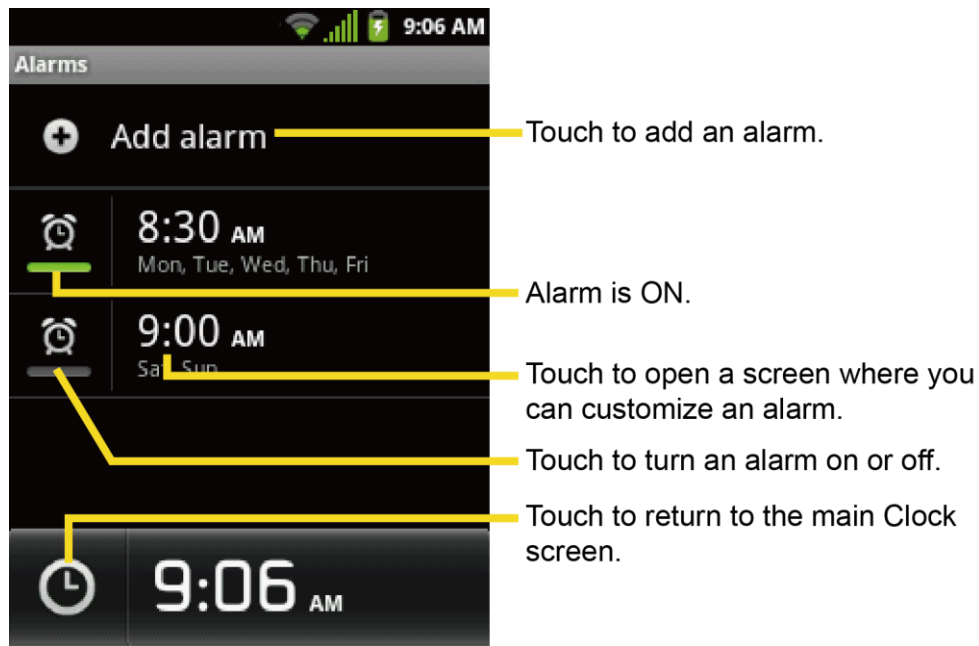 9:06 AM
Alarms
Add alarm
Touch to add an alarm.
8:30 AM
Mon, Tue, Wed, Thu, Fri
Alarm is ON.
9:00 AM
Sat, Sun
Touch to open a screen where you
can customize an alarm.
Touch to turn an alarm on or off.
Touch to return to the main Clock
screen.
9:06 AM